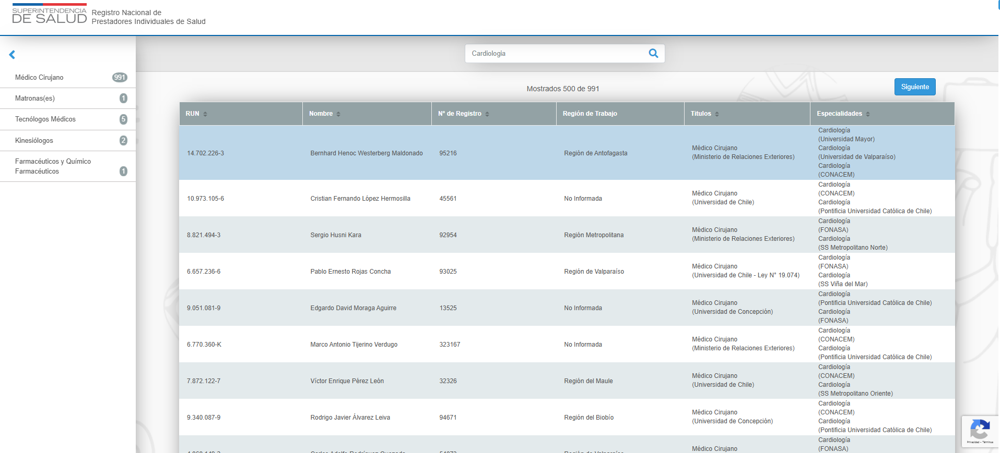 SUPERINTENDENCIA
DE SALUD
Registro Nacional de
Prestadores Individuales de Salud
Cardiologia
Médico Cirujano 991
Matronas(es) 1
Tecnólogos Médicos 5
Kinesiólogos 2
Farmacéuticos y Químico
Farmacéuticos 1
Mostrados 500 de 991
Siguiente
RUN Nombre N° de Registro Región de Trabajo Títulos Especialidades
14.702.226-3 Bernhard Henoc Westerberg Maldonado 95216 Región de Antofagasta
Médico Cirujano
(Ministerio de Relaciones Exteriores)
Cardiología
(Universidad Mayor)
Cardiología
(Universidad de Valparaíso)
Cardiología
(CONACEM)
10.973.105-6 Cristian Fernando López Hermosilla 45561 No Informada
Médico Cirujano
(Universidad de Chile)
Cardiología
(CONACEM)
Cardiología
(Pontificia Universidad Católica de Chile)
8.821.494-3 Sergio Husni Kara 92954 Región Metropolitana
Médico Cirujano
(Ministerio de Relaciones Exteriores)
Cardiología
(FONASA)
Cardiología
(SS Metropolitano Norte)
6.657.236-6 Pablo Ernesto Rojas Concha 93025 Región de Valparaíso
Médico Cirujano
(Universidad de Chile - Ley N° 19.074)
Cardiología
(FONASA)
Cardiología
(SS Viña del Mar)
9.051.081-9 Edgardo David Moraga Aguirre 13525 No Informada
Médico Cirujano
(Universidad de Concepción)
Cardiología
(Pontificia Universidad Católica de Chile)
Cardiología
(FONASA)
6.770.360-K Marco Antonio Tijerino Verdugo 323167 No Informada
Médico Cirujano
(Ministerio de Relaciones Exteriores)
Cardiología
(CONACEM)
Cardiología
(Pontificia Universidad Católica de Chile)
7.872.122-7 Víctor Enrique Pérez León 32326 Región del Maule
Médico Cirujano
(Universidad de Chile)
Cardiología
(CONACEM)
Cardiología
(SS Metropolitano Oriente)
9.340.087-9 Rodrigo Javier Álvarez Leiva 94671 Región del Biobío
Médico Cirujano
(Universidad de Concepción)
Cardiología
(CONACEM)
Cardiología
(Pontificia Universidad Católica de Chile)
Médico Cirujano
Cardiología
(FONASA)
Privacidad - Términos